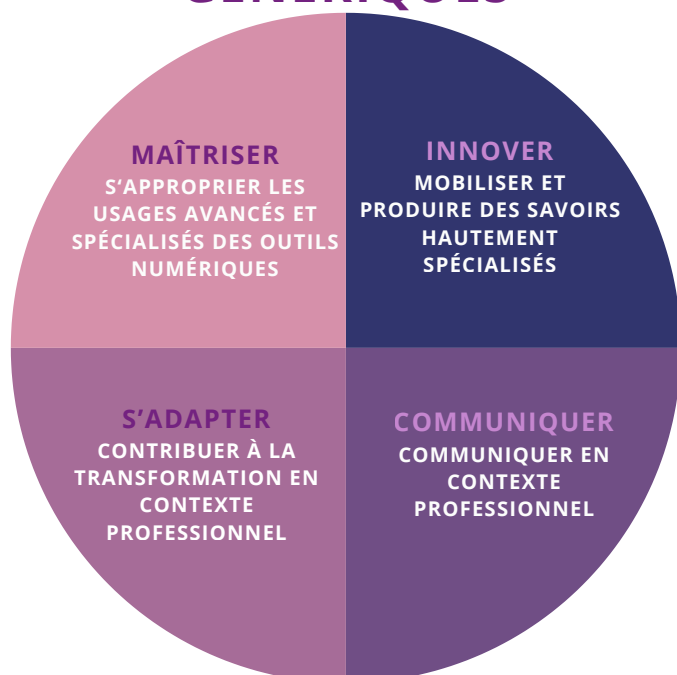 GÉNÉRIQUES
MAÎTRISER
S'APPROPRIER LES
USAGES AVANCÉS ET
SPÉCIALISÉS DES OUTILS
NUMÉRIQUES
INNOVER
MOBILISER ET
PRODUIRE DES SAVOIRS
HAUTEMENT
SPÉCIALISÉS
S'ADAPTER
CONTRIBUER À LA
TRANSFORMATION EN
CONTEXTE
PROFESSIONNEL
COMMUNIQUER
COMMUNIQUER EN
CONTEXTE
PROFESSIONNEL